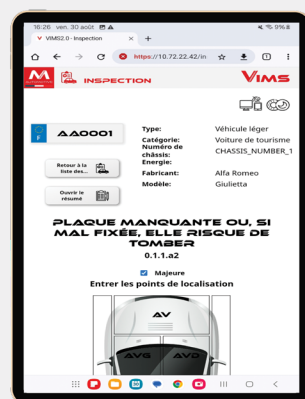 16:26 ven. 30 août
99%
VIMS2.0 - Inspection
https://10.72.22.42/in
INSPECTION
VIMS
F
AA0001
Type: Véhicule léger
Catégorie: Voiture de tourisme
Numéro de châssis: CHASSIS_NUMBER_1
Energie:
Fabricant: Alfa Romeo
Modèle: Giulietta
Retour à la
liste des...
Ouvrir le
résumé
PLAQUE MANQUANTE OU, SI
MAL FIXÉE, ELLE RISQUE DE
TOMBER
0.1.1.a2
Majeure
Entrer les points de localisation
AV
AVG AVD